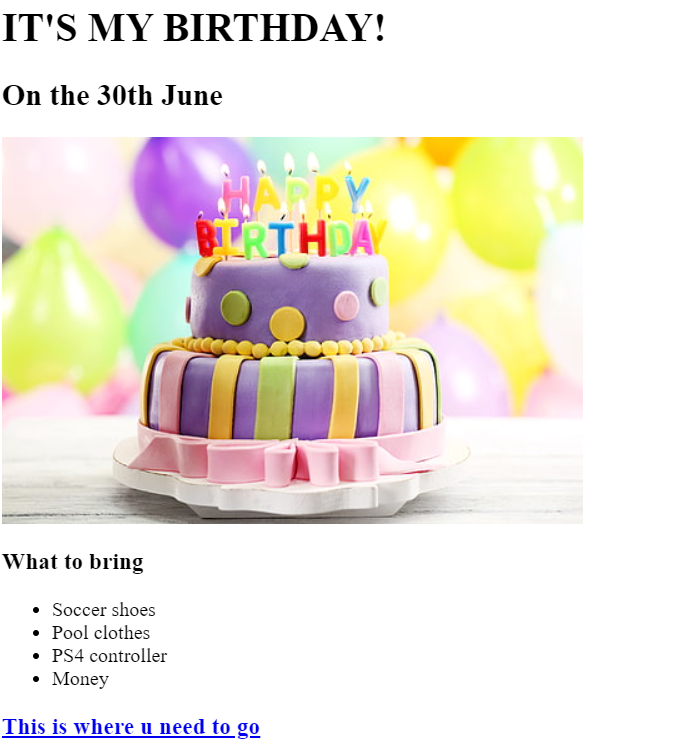 IT'S MY BIRTHDAY!
On the 30th June
HAPPY
BIRTHDAY
What to bring
Soccer shoes
Pool clothes
PS4 controller
Money
This is where u need to go